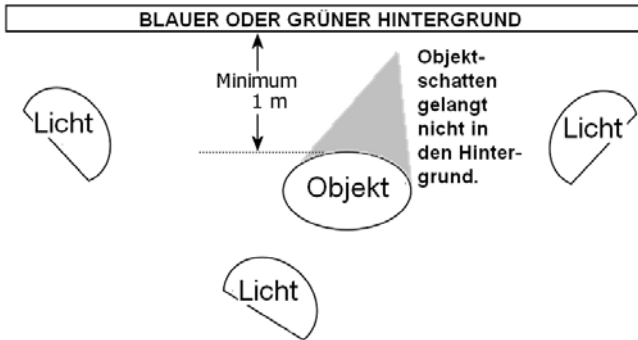 BLAUER ODER GRÜNER HINTERGRUND
Minimum
1 m
Objekt-
schatten
gelangt
nicht in
den Hinter-
grund.
Licht
Licht
Objekt
Licht